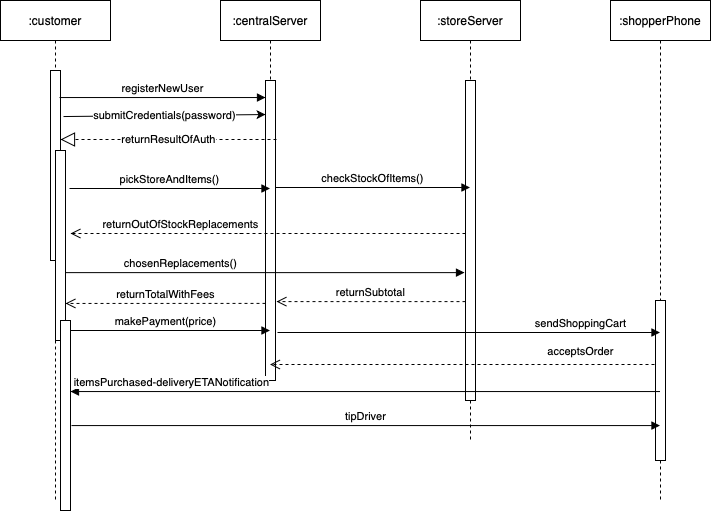 :customer
:centralServer
:storeServer
:shopperPhone
registerNewUser
submitCredentials(password)
returnResultOfAuth
pickStoreAndItems()
checkStockOfItems()
returnOutOfStockReplacements
chosenReplacements()
returnTotalWithFees
returnSubtotal
makePayment(price)
sendShoppingCart
acceptsOrder
itemsPurchased-deliveryETANotification
tipDriver